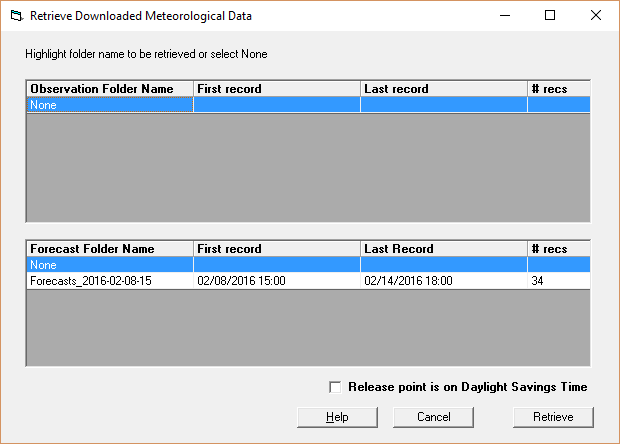 Retrieve Downloaded Meteorological Data
Highlight folder name to be retrieved or select None
Observation Folder Name First record Last record # recs
None
Forecast Folder Name First record Last Record # recs
None
Forecasts_2016-02-08-15 02/08/2016 15:00 02/14/2016 18:00 34
Release point is on Daylight Savings Time
Help Cancel Retrieve